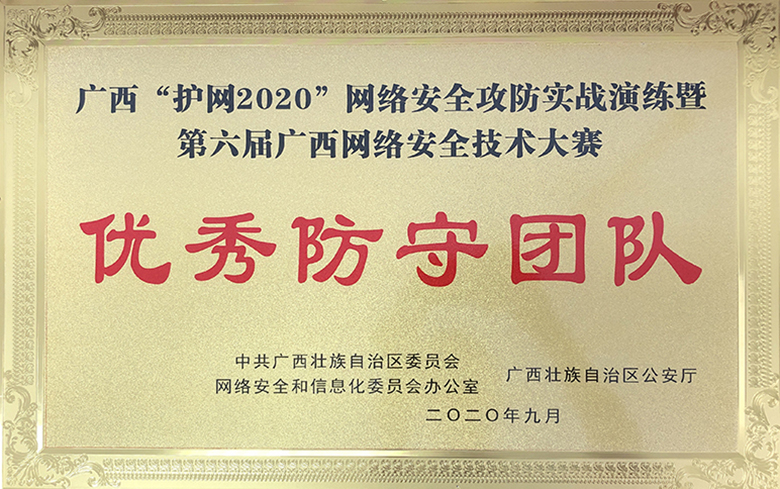 广西“护网2020”网络安全攻防实战演练暨
第六届广西网络安全技术大赛
优秀防守团队
中共广西壮族自治区委员会
网络安全和信息化委员会办公室
广西壮族自治区公安厅
二〇二〇年九月